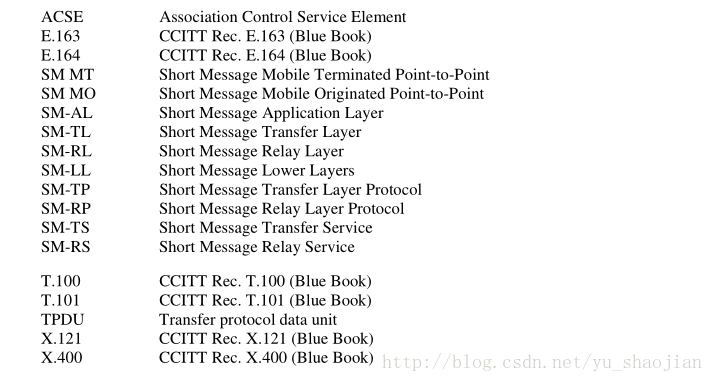 ACSE Association Control Service Element
E.163 CCITT Rec. E.163 (Blue Book)
E.164 CCITT Rec. E.164 (Blue Book)
SM MT Short Message Mobile Terminated Point-to-Point
SM MO Short Message Mobile Originated Point-to-Point
SM-AL Short Message Application Layer
SM-TL Short Message Transfer Layer
SM-RL Short Message Relay Layer
SM-LL Short Message Lower Layers
SM-TP Short Message Transfer Layer Protocol
SM-RP Short Message Relay Layer Protocol
SM-TS Short Message Transfer Service
SM-RS Short Message Relay Service
T.100 CCITT Rec. T.100 (Blue Book)
T.101 CCITT Rec. T.101 (Blue Book)
TPDU Transfer protocol data unit
X.121 CCITT Rec. X.121 (Blue Book)
X.400 CCITT Rec. X.400 (Blue Book)
http://blog.csdn.net/yu_shaojian